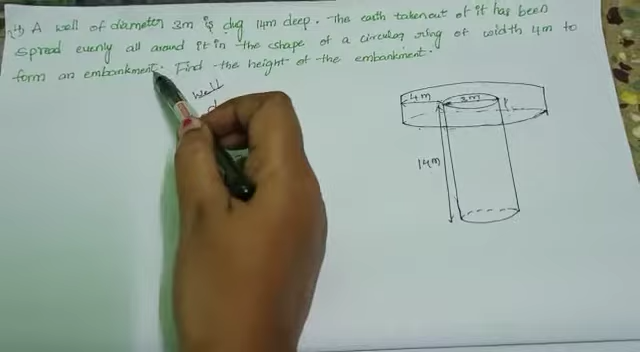 4) A well of diameter 3m is dug 14m deep. The earth taken out of it has been
spread evenly all around it in the shape of a circular ring of width 4m to
form an embankment. Find the height of the embankment.
well
d
4m
3m
14m